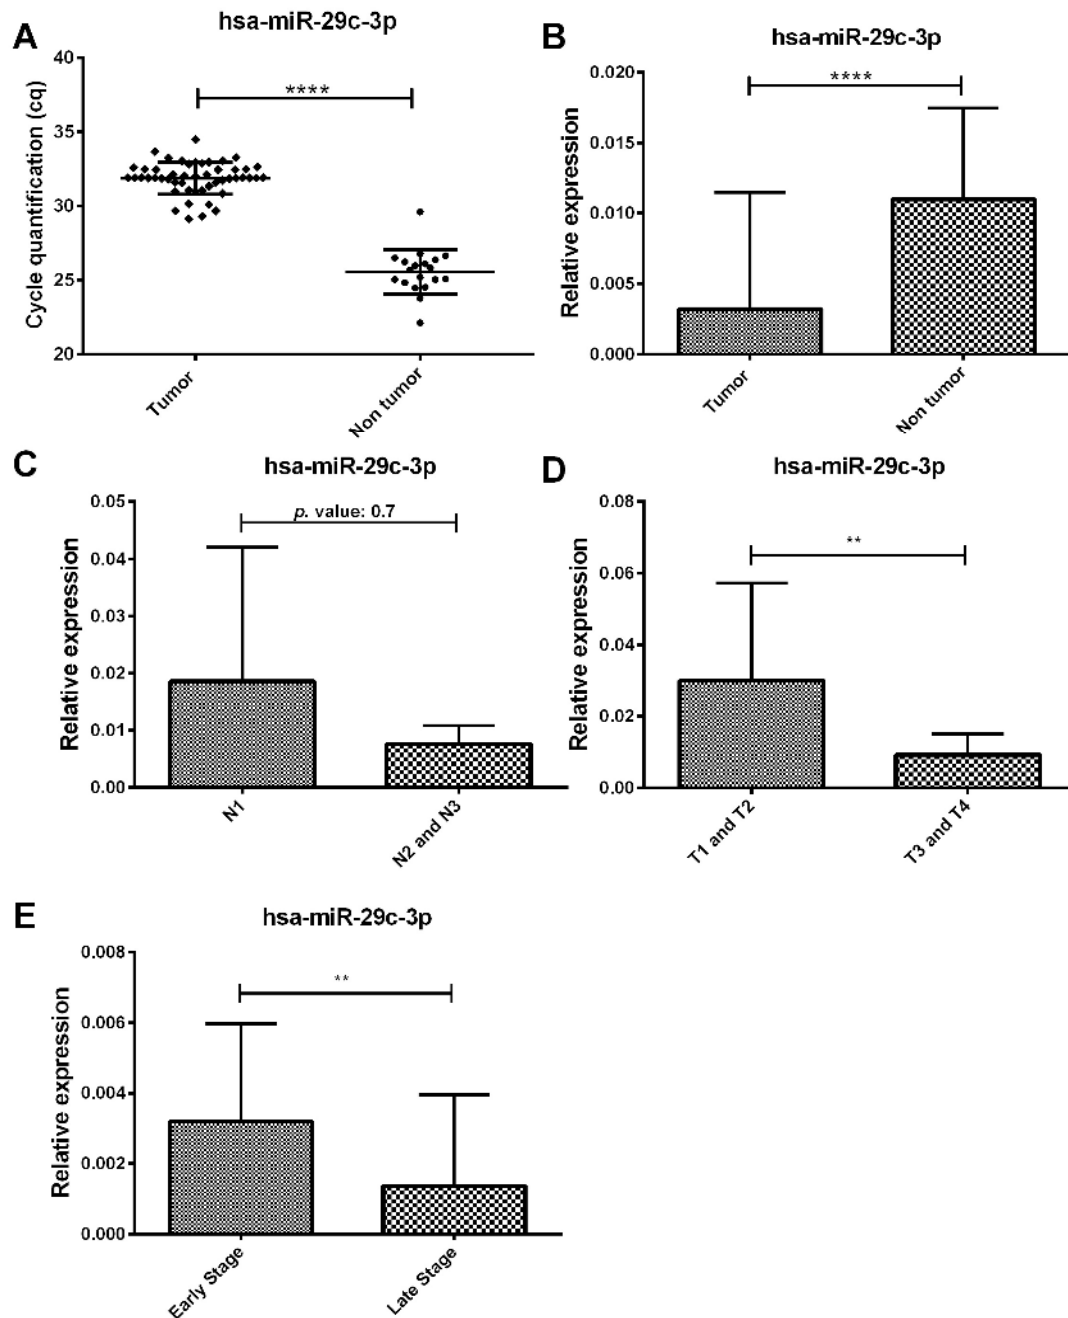 A
hsa-miR-29c-3p
Cycle quantification (cq)
40
35
30
25
20
****
Tumor
Non tumor
B
hsa-miR-29c-3p
Relative expression
0.020
0.015
0.010
0.005
0.000
****
Tumor
Non tumor
C
hsa-miR-29c-3p
Relative expression
0.05
0.04
0.03
0.02
0.01
0.00
p. value: 0.7
N1
N2 and N3
D
hsa-miR-29c-3p
Relative expression
0.08
0.06
0.04
0.02
0.00
**
T1 and T2
T3 and T4
E
hsa-miR-29c-3p
Relative expression
0.008
0.006
0.004
0.002
0.000
**
Early Stage
Late Stage